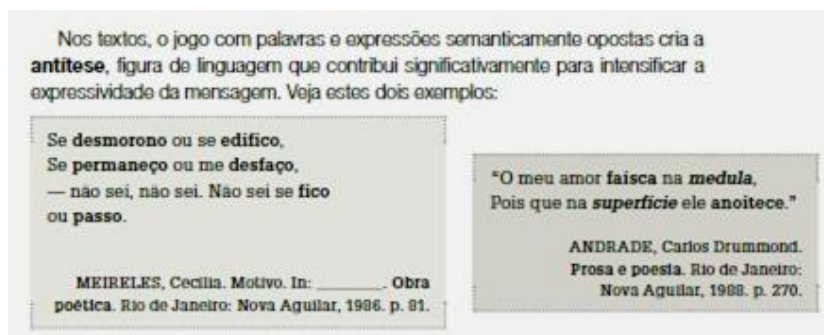 Nos textos, o jogo com palavras e expressões semanticamente opostas cria a
antítese, figura de linguagem que contribui significativamente para intensificar a
expressividade da mensagem. Veja estes dois exemplos:
Se desmorono ou se edifico,
Se permaneço ou me desfaço,
— não sei, não sei. Não sei se fico
ou passo.
MEIRELES, Cecília. Motivo. In: ________. Obra
poética. Rio de Janeiro: Nova Aguilar, 1986. p. 81.
"O meu amor faísca na medula,
Pois que na superfície ele anoitece."
ANDRADE, Carlos Drummond.
Prosa e poesia. Rio de Janeiro:
Nova Aguilar, 1988. p. 270.